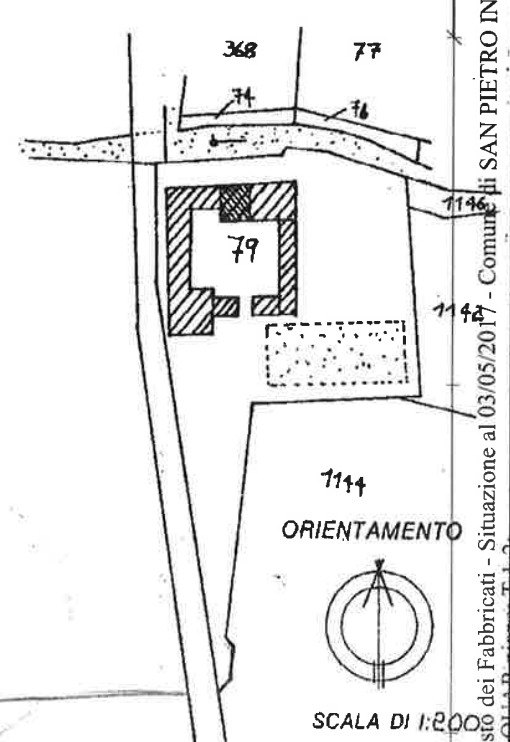 368
77
74
76
1146
79
1142
1144
ORIENTAMENTO
SCALA DI 1:
sto dei Fabbricati - Situazione al 03/05/2017 - Comune di SAN PIETRO IN